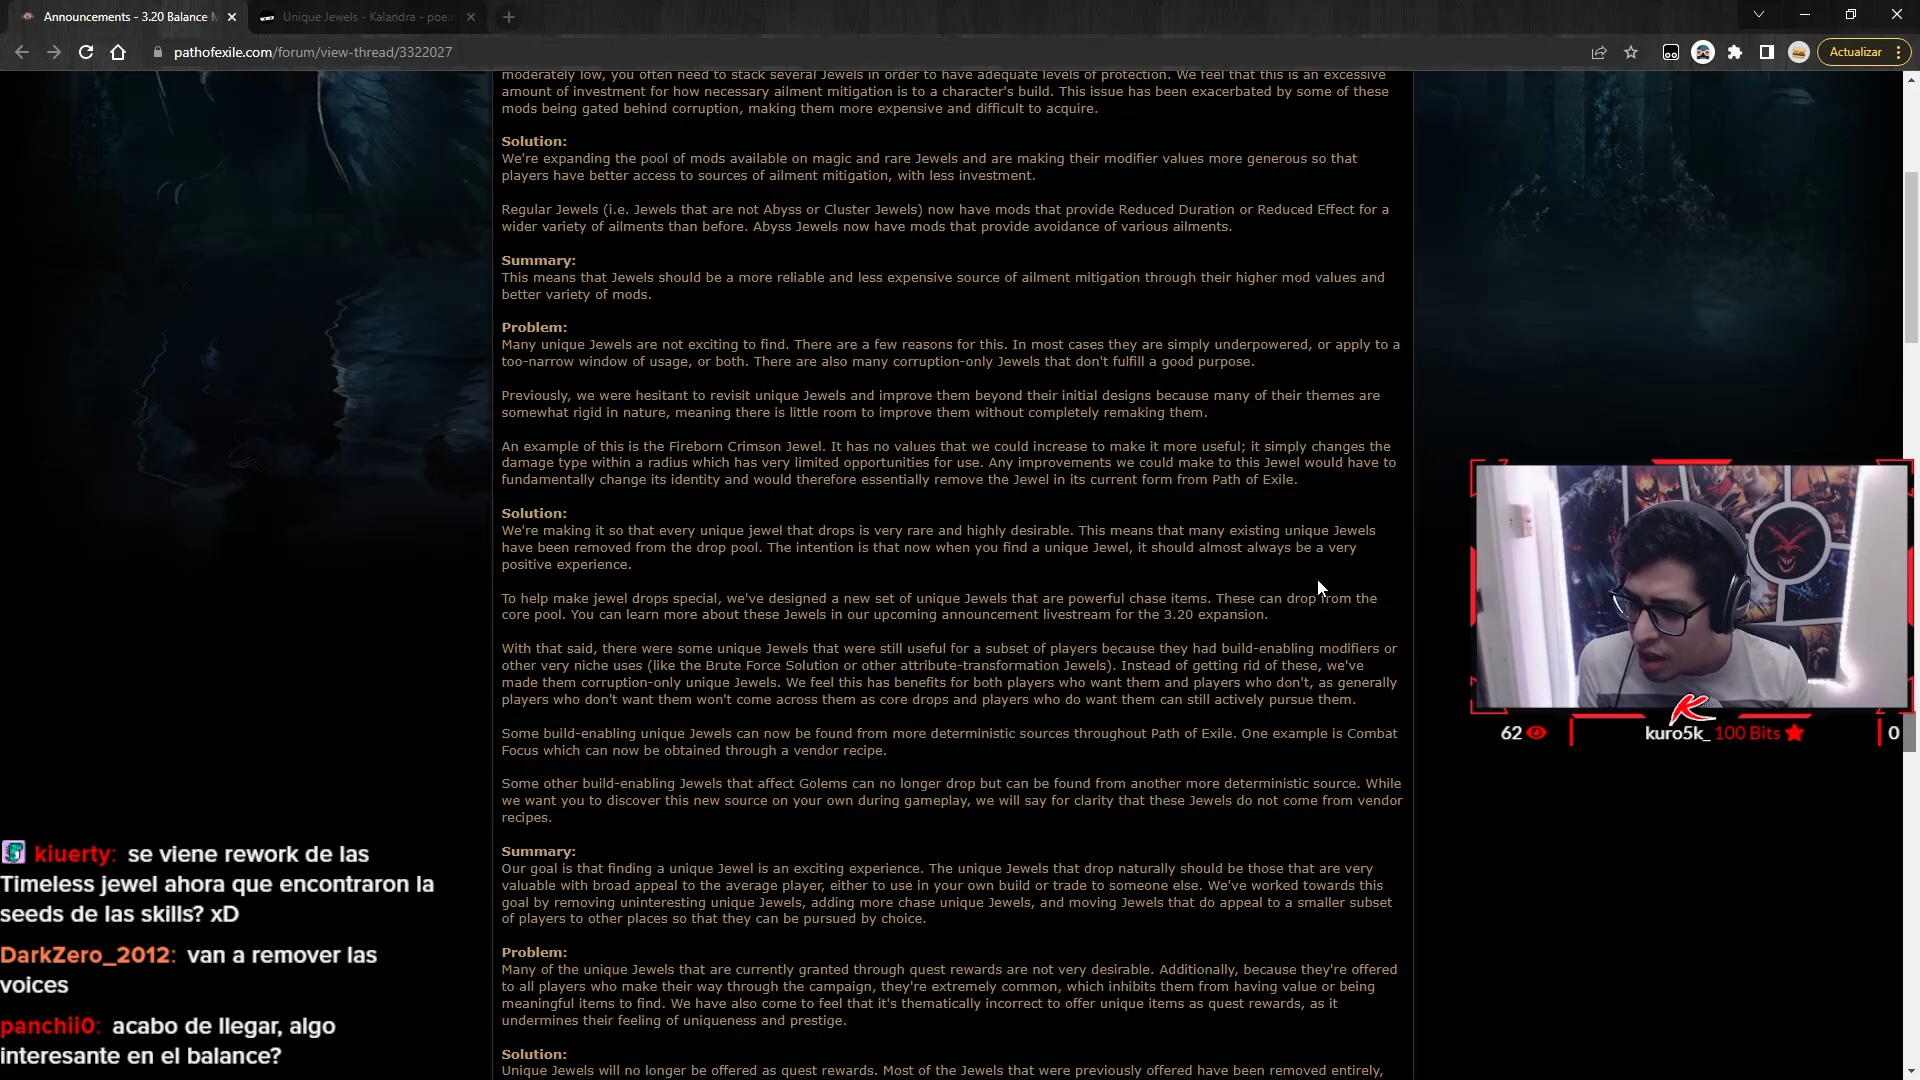 Announcements - 3.20 Balance M
Unique Jewels - Kalandra - poe.n
pathofexile.com/forum/view-thread/3322027
Actualizar
moderately low, you often need to stack several Jewels in order to have adequate levels of protection. We feel that this is an excessive
amount of investment for how necessary ailment mitigation is to a character's build. This issue has been exacerbated by some of these
mods being gated behind corruption, making them more expensive and difficult to acquire.
Solution:
We're expanding the pool of mods available on magic and rare Jewels and are making their modifier values more generous so that
players have better access to sources of ailment mitigation, with less investment.
Regular Jewels (i.e. Jewels that are not Abyss or Cluster Jewels) now have mods that provide Reduced Duration or Reduced Effect for a
wider variety of ailments than before. Abyss Jewels now have mods that provide avoidance of various ailments.
Summary:
This means that Jewels should be a more reliable and less expensive source of ailment mitigation through their higher mod values and
better variety of mods.
Problem:
Many unique Jewels are not exciting to find. There are a few reasons for this. In most cases they are simply underpowered, or apply to a
too-narrow window of usage, or both. There are also many corruption-only Jewels that don't fulfill a good purpose.
Previously, we were hesitant to revisit unique Jewels and improve them beyond their initial designs because many of their themes are
somewhat rigid in nature, meaning there is little room to improve them without completely remaking them.
An example of this is the Fireborn Crimson Jewel. It has no values that we could increase to make it more useful; it simply changes the
damage type within a radius which has very limited opportunities for use. Any improvements we could make to this Jewel would have to
fundamentally change its identity and would therefore essentially remove the Jewel in its current form from Path of Exile.
Solution:
We're making it so that every unique jewel that drops is very rare and highly desirable. This means that many existing unique Jewels
have been removed from the drop pool. The intention is that now when you find a unique Jewel, it should almost always be a very
positive experience.
To help make jewel drops special, we've designed a new set of unique Jewels that are powerful chase items. These can drop from the
core pool. You can learn more about these Jewels in our upcoming announcement livestream for the 3.20 expansion.
With that said, there were some unique Jewels that were still useful for a subset of players because they had build-enabling modifiers or
other very niche uses (like the Brute Force Solution or other attribute-transformation Jewels). Instead of getting rid of these, we've
made them corruption-only unique Jewels. We feel this has benefits for both players who want them and players who don't, as generally
players who don't want them won't come across them as core drops and players who do want them can still actively pursue them.
Some build-enabling unique Jewels can now be found from more deterministic sources throughout Path of Exile. One example is Combat
Focus which can now be obtained through a vendor recipe.
Some other build-enabling Jewels that affect Golems can no longer drop but can be found from another more deterministic source. While
we want you to discover this new source on your own during gameplay, we will say for clarity that these Jewels do not come from vendor
recipes.
Summary:
Our goal is that finding a unique Jewel is an exciting experience. The unique Jewels that drop naturally should be those that are very
valuable with broad appeal to the average player, either to use in your own build or trade to someone else. We've worked towards this
goal by removing uninteresting unique Jewels, adding more chase unique Jewels, and moving Jewels that do appeal to a smaller subset
of players to other places so that they can be pursued by choice.
Problem:
Many of the unique Jewels that are currently granted through quest rewards are not very desirable. Additionally, because they're offered
to all players who make their way through the campaign, they're extremely common, which inhibits them from having value or being
meaningful items to find. We have also come to feel that it's thematically incorrect to offer unique items as quest rewards, as it
undermines their feeling of uniqueness and prestige.
Solution:
Unique Jewels will no longer be offered as quest rewards. Most of the Jewels that were previously offered have been removed entirely,
62
K
kuro5k_ 100 Bits
0
kiuerty: se viene rework de las
Timeless jewel ahora que encontraron la
seeds de las skills? xD
DarkZero_2012: van a remover las
voices
panchii0: acabo de llegar, algo
interesante en el balance?